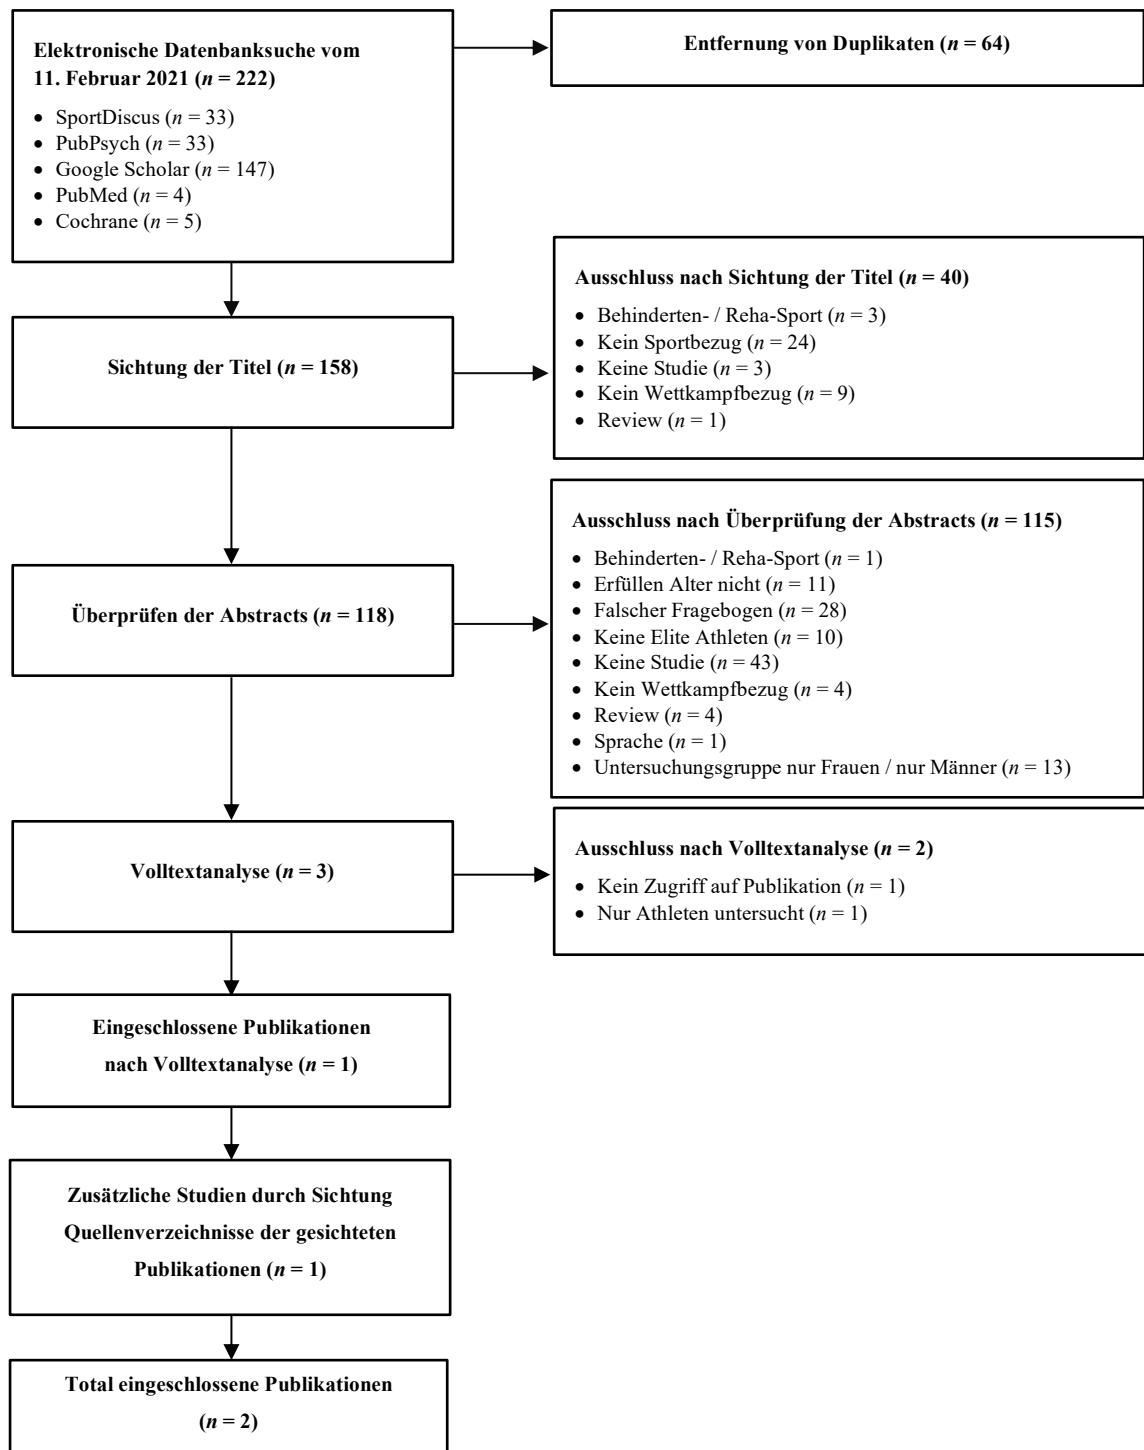 Elektronische Datenbanksuche vom
11. Februar 2021 (n = 222)
• SportDiscus (n = 33)
• PubPsych (n = 33)
• Google Scholar (n = 147)
• PubMed (n = 4)
• Cochrane (n = 5)
Entfernung von Duplikaten (n = 64)
Sichtung der Titel (n = 158)
Ausschluss nach Sichtung der Titel (n = 40)
• Behinderten- / Reha-Sport (n = 3)
• Kein Sportbezug (n = 24)
• Keine Studie (n = 3)
• Kein Wettkampfbezug (n = 9)
• Review (n = 1)
Überprüfen der Abstracts (n = 118)
Ausschluss nach Überprüfung der Abstracts (n = 115)
• Behinderten- / Reha-Sport (n = 1)
• Erfüllen Alter nicht (n = 11)
• Falscher Fragebogen (n = 28)
• Keine Elite Athleten (n = 10)
• Keine Studie (n = 43)
• Kein Wettkampfbezug (n = 4)
• Review (n = 4)
• Sprache (n = 1)
• Untersuchungsgruppe nur Frauen / nur Männer (n = 13)
Volltextanalyse (n = 3)
Ausschluss nach Volltextanalyse (n = 2)
• Kein Zugriff auf Publikation (n = 1)
• Nur Athleten untersucht (n = 1)
Eingeschlossene Publikationen
nach Volltextanalyse (n = 1)
Zusätzliche Studien durch Sichtung
Quellenverzeichnisse der gesichteten
Publikationen (n = 1)
Total eingeschlossene Publikationen
(n = 2)